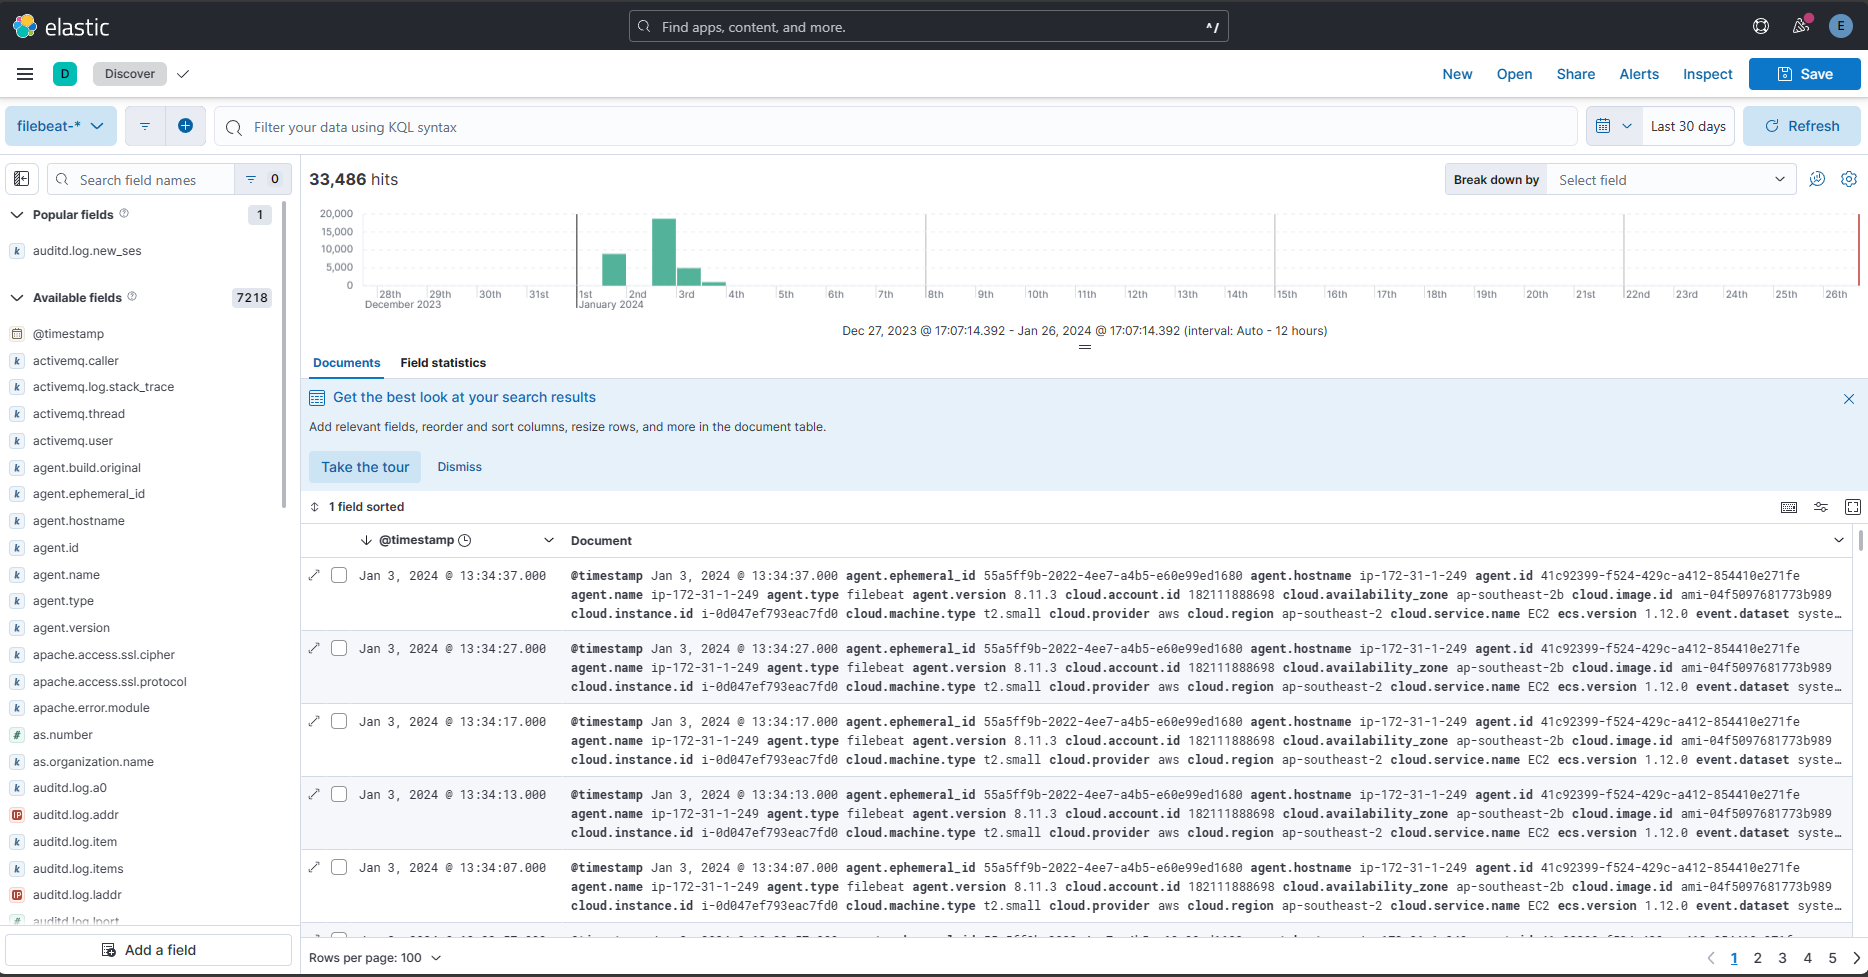 elastic
Find apps, content, and more.
^/
E
D
Discover
New
Open
Share
Alerts
Inspect
Save
filebeat-*
Filter your data using KQL syntax
Last 30 days
Refresh
Search field names
0
Popular fields
1
auditd.log.new_ses
Available fields
7218
@timestamp
activemq.caller
activemq.log.stack_trace
activemq.thread
activemq.user
agent.build.original
agent.ephemeral_id
agent.hostname
agent.id
agent.name
agent.type
agent.version
apache.access.ssl.cipher
apache.access.ssl.protocol
apache.error.module
as.number
as.organization.name
auditd.log.a0
auditd.log.addr
auditd.log.item
auditd.log.items
auditd.log.laddr
auditd.log.lport
Add a field
33,486 hits
Break down by
Select field
20,000
15,000
10,000
5,000
0
28th 29th 30th 31st 1st 2nd 3rd 4th 5th 6th 7th 8th 9th 10th 11th 12th 13th 14th 15th 16th 17th 18th 19th 20th 21st 22nd 23rd 24th 25th 26th
December 2023 January 2024
Dec 27, 2023 @ 17:07:14.392 - Jan 26, 2024 @ 17:07:14.392 (interval: Auto - 12 hours)
Documents
Field statistics
Get the best look at your search results
Add relevant fields, reorder and sort columns, resize rows, and more in the document table.
Take the tour
Dismiss
1 field sorted
@timestamp
Document
Jan 3, 2024 @ 13:34:37.000 @timestamp Jan 3, 2024 @ 13:34:37.000 agent.ephemeral_id 55a5ff9b-2022-4ee7-a4b5-e60e99ed1680 agent.hostname ip-172-31-1-249 agent.id 41c92399-f524-429c-a412-854410e271fe
agent.name ip-172-31-1-249 agent.type filebeat agent.version 8.11.3 cloud.account.id 182111888698 cloud.availability_zone ap-southeast-2b cloud.image.id ami-04f5097681773b989
cloud.instance.id i-0d047ef793eac7fd0 cloud.machine.type t2.small cloud.provider aws cloud.region ap-southeast-2 cloud.service.name EC2 ecs.version 1.12.0 event.dataset syste…
Jan 3, 2024 @ 13:34:27.000 @timestamp Jan 3, 2024 @ 13:34:27.000 agent.ephemeral_id 55a5ff9b-2022-4ee7-a4b5-e60e99ed1680 agent.hostname ip-172-31-1-249 agent.id 41c92399-f524-429c-a412-854410e271fe
agent.name ip-172-31-1-249 agent.type filebeat agent.version 8.11.3 cloud.account.id 182111888698 cloud.availability_zone ap-southeast-2b cloud.image.id ami-04f5097681773b989
cloud.instance.id i-0d047ef793eac7fd0 cloud.machine.type t2.small cloud.provider aws cloud.region ap-southeast-2 cloud.service.name EC2 ecs.version 1.12.0 event.dataset syste…
Jan 3, 2024 @ 13:34:17.000 @timestamp Jan 3, 2024 @ 13:34:17.000 agent.ephemeral_id 55a5ff9b-2022-4ee7-a4b5-e60e99ed1680 agent.hostname ip-172-31-1-249 agent.id 41c92399-f524-429c-a412-854410e271fe
agent.name ip-172-31-1-249 agent.type filebeat agent.version 8.11.3 cloud.account.id 182111888698 cloud.availability_zone ap-southeast-2b cloud.image.id ami-04f5097681773b989
cloud.instance.id i-0d047ef793eac7fd0 cloud.machine.type t2.small cloud.provider aws cloud.region ap-southeast-2 cloud.service.name EC2 ecs.version 1.12.0 event.dataset syste…
Jan 3, 2024 @ 13:34:13.000 @timestamp Jan 3, 2024 @ 13:34:13.000 agent.ephemeral_id 55a5ff9b-2022-4ee7-a4b5-e60e99ed1680 agent.hostname ip-172-31-1-249 agent.id 41c92399-f524-429c-a412-854410e271fe
agent.name ip-172-31-1-249 agent.type filebeat agent.version 8.11.3 cloud.account.id 182111888698 cloud.availability_zone ap-southeast-2b cloud.image.id ami-04f5097681773b989
cloud.instance.id i-0d047ef793eac7fd0 cloud.machine.type t2.small cloud.provider aws cloud.region ap-southeast-2 cloud.service.name EC2 ecs.version 1.12.0 event.dataset syste…
Jan 3, 2024 @ 13:34:07.000 @timestamp Jan 3, 2024 @ 13:34:07.000 agent.ephemeral_id 55a5ff9b-2022-4ee7-a4b5-e60e99ed1680 agent.hostname ip-172-31-1-249 agent.id 41c92399-f524-429c-a412-854410e271fe
agent.name ip-172-31-1-249 agent.type filebeat agent.version 8.11.3 cloud.account.id 182111888698 cloud.availability_zone ap-southeast-2b cloud.image.id ami-04f5097681773b989
cloud.instance.id i-0d047ef793eac7fd0 cloud.machine.type t2.small cloud.provider aws cloud.region ap-southeast-2 cloud.service.name EC2 ecs.version 1.12.0 event.dataset syste…
Rows per page: 100
1 2 3 4 5